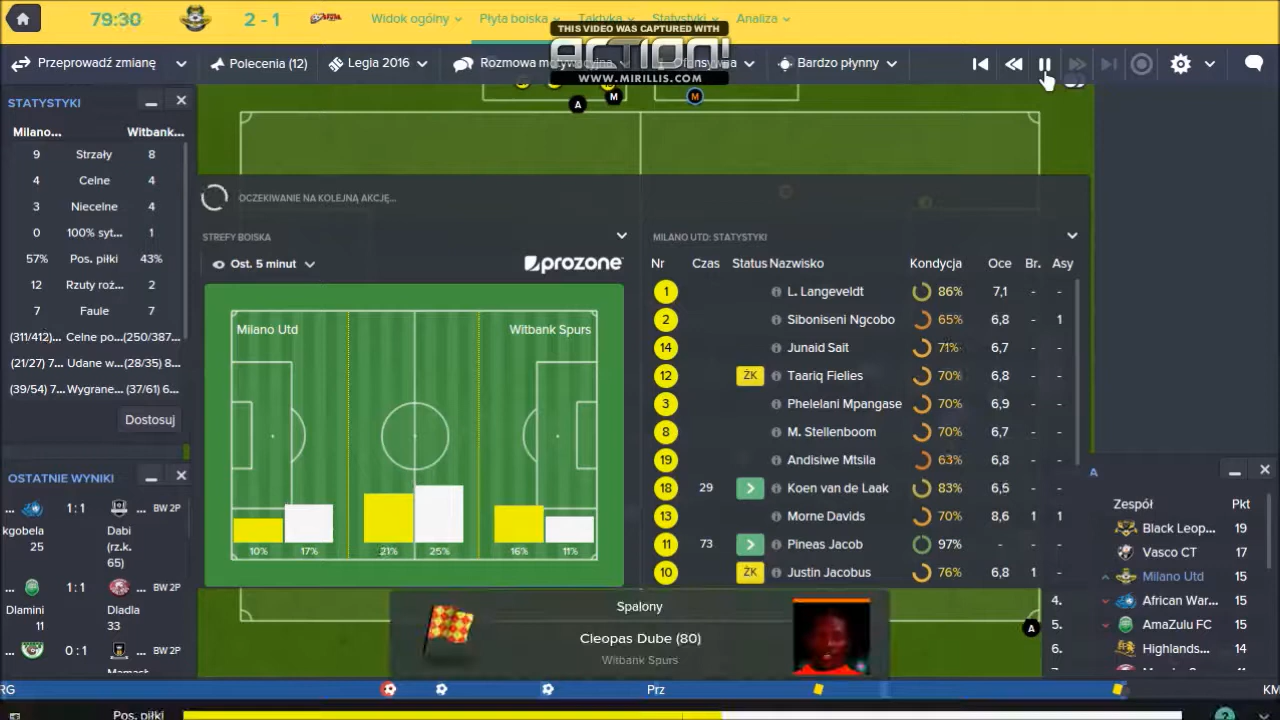 79:30
2 - 1
Widok ogólny
Płyta boiska
Taktyka
Statystyki
Analiza
THIS VIDEO WAS CAPTURED WITH
ACTION!
WWW.MIRILLIS.COM
Przeprowadź zmianę
Polecenia (12)
Legia 2016
Rozmowa motywacyjna
Ofensywna
Bardzo płynny
STATYSTYKI
Milano... Witbank...
9 Strzały 8
4 Celne 4
3 Niecelne 4
0 100% syt... 1
57% Pos. piłki 43%
12 Rzuty roż... 2
7 Faule 7
(311/412)... Celne po...(250/387...
(21/27) 7... Udane w...(28/35) 8...
(39/54) 7... Wygrane... (37/61) 6...
Dostosuj
A
M
M
OCZEKIWANIE NA KOLEJNĄ AKCJĘ...
STREFY BOISKA
Ost. 5 minut
prozone
Milano Utd
Witbank Spurs
10% 17% 21% 25% 16% 11%
MILANO UTD: STATYSTYKI
Nr Czas Status Nazwisko Kondycja Oce Br. Asy
1 L. Langeveldt 86% 7,1 - -
2 Siboniseni Ngcobo 65% 6,8 - 1
14 Junaid Sait 71% 6,7 - -
12 ŻK Taariq Fielies 70% 6,8 - -
3 Phelelani Mpangase 70% 6,9 - -
8 M. Stellenboom 70% 6,7 - -
19 Andisiwe Mtsila 63% 6,8 - -
18 29 Koen van de Laak 83% 6,5 - -
13 Morne Davids 70% 8,6 1 1
11 73 Pineas Jacob 97% - - -
10 ŻK Justin Jacobus 76% 6,8 1 -
OSTATNIE WYNIKI
... 1:1 ... BW 2P
kgobela
25
Dabi
(rz.k.
65)
... 1:1 ... BW 2P
Dlamini
11
Dladla
33
0:1 ... BW 2P
Spalony
Cleopas Dube (80)
Witbank Spurs
A
A
Zespół Pkt
Black Leop... 19
Vasco CT 17
Milano Utd 15
4. African War... 15
5. AmaZulu FC 15
6. Highlands... 14
RG
Prz
KM
Pos. piłki
?